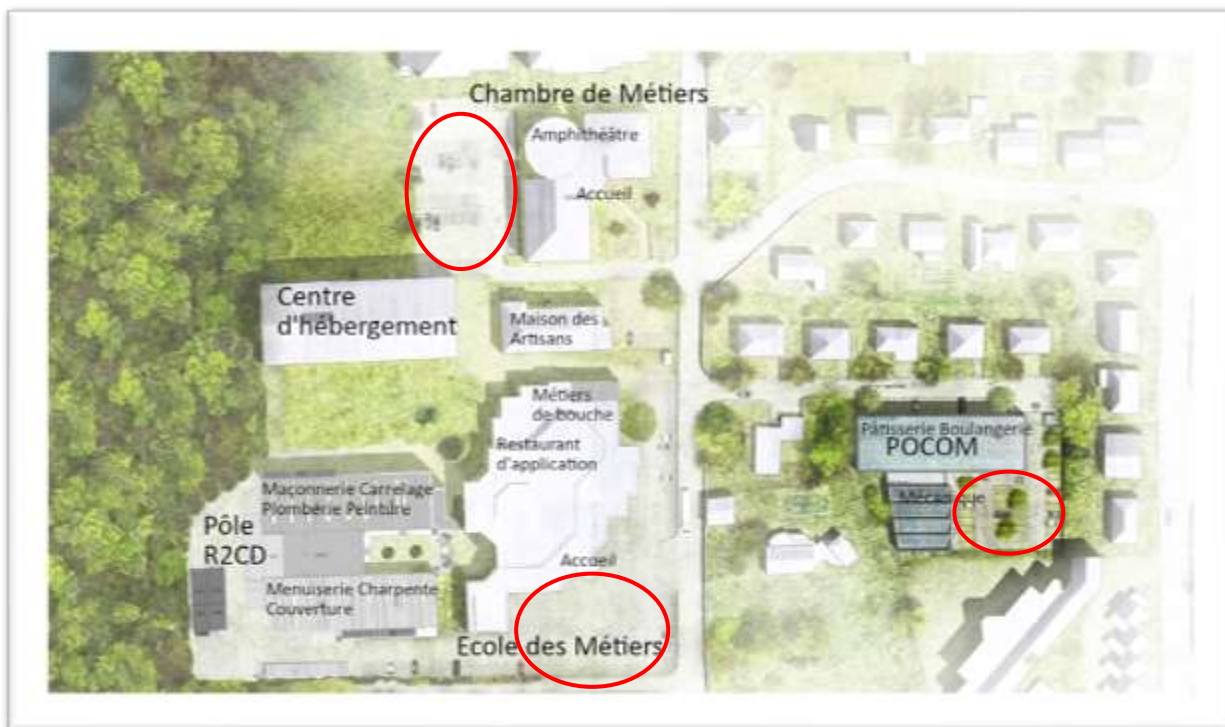 Chambre de Métiers
Amphithéâtre
Accueil
Centre
d'hébergement
Maison des
Artisans
Métiers
de bouche
Restaurant
d'application
Pâtisserie Boulangerie
POCOM
Mécanique
Maçonnerie Carrelage
Plomberie Peinture
Pôle
R2CD
Accueil
Menuiserie Charpente
Couverture
Ecole des Métiers